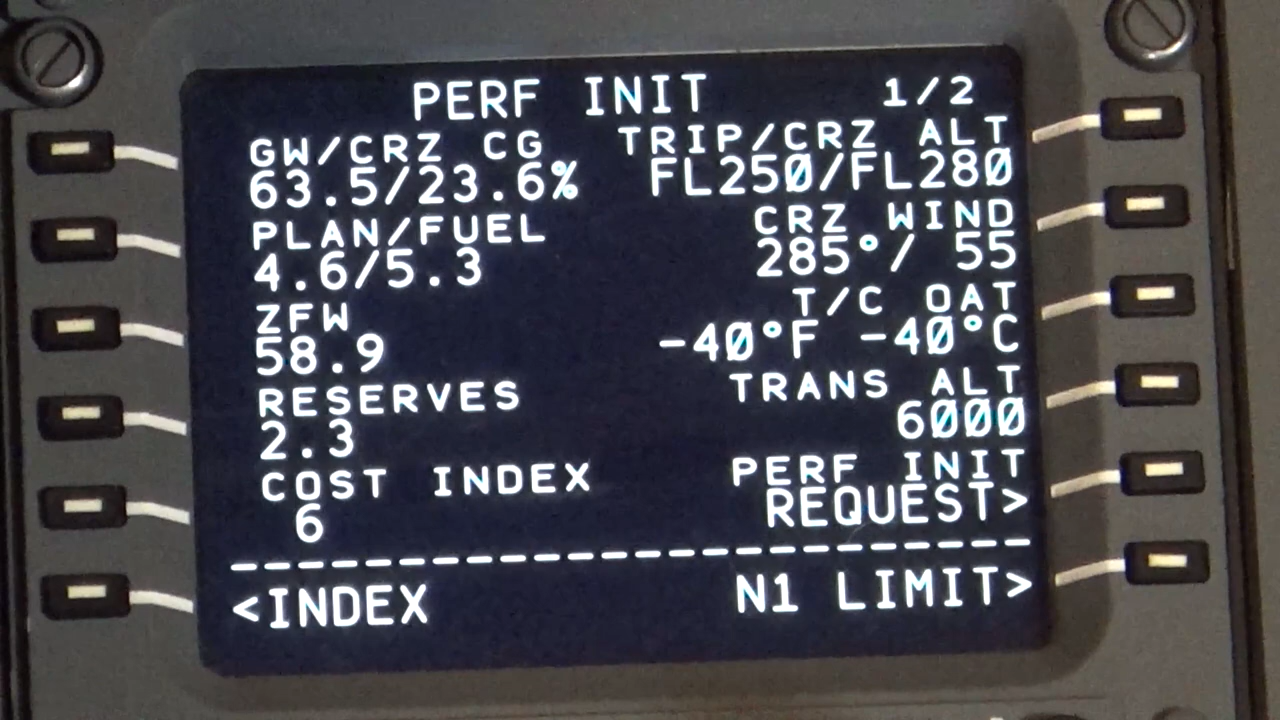 PERF INIT 1/2
GW/CRZ CG TRIP/CRZ ALT
63.5/23.6% FL250/FL280
PLAN/FUEL CRZ WIND
4.6/5.3 285°/ 55
ZFW T/C OAT
58.9 -40°F -40°C
RESERVES TRANS ALT
2.3 6000
COST INDEX PERF INIT
6 REQUEST>
------------------------
<INDEX N1 LIMIT>